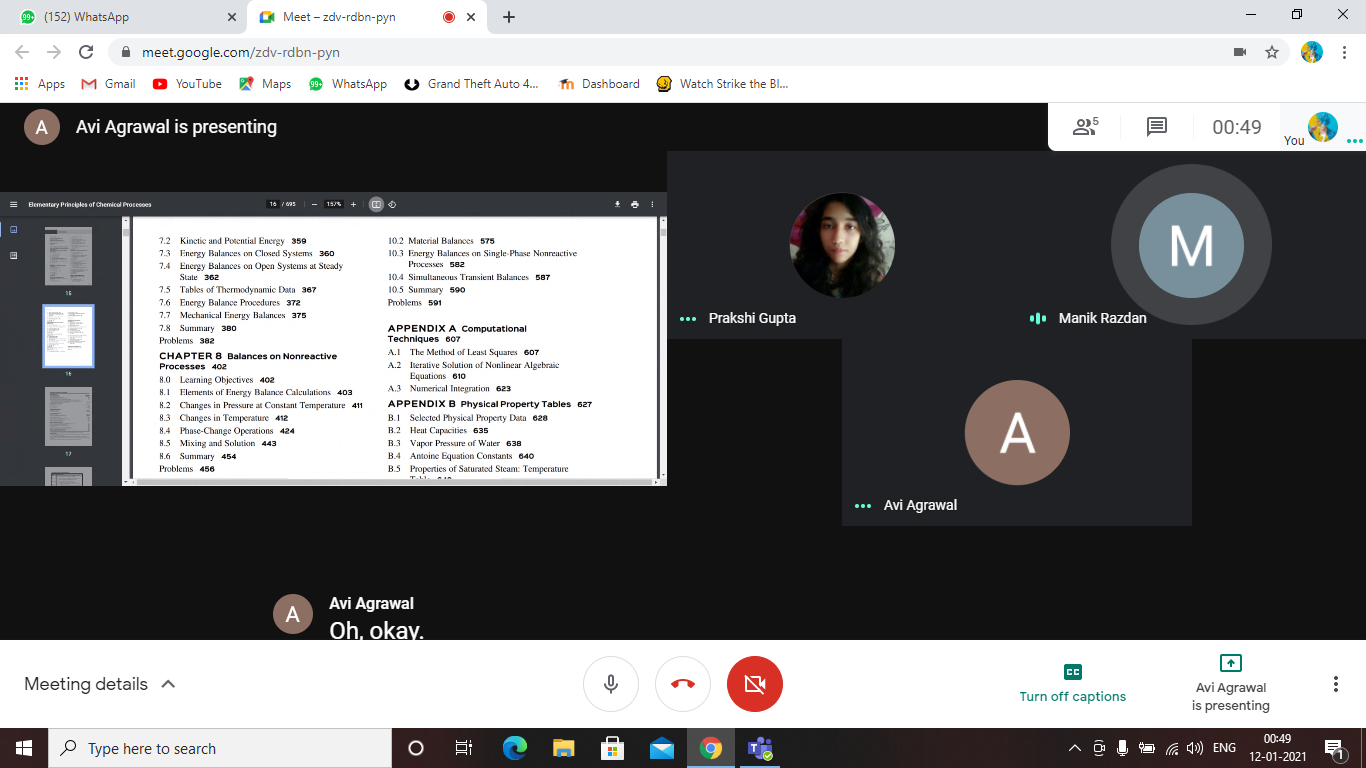 (152) WhatsApp
Meet – zdv-rdbn-pyn
meet.google.com/zdv-rdbn-pyn
Apps
Gmail
YouTube
Maps
99+
WhatsApp
Grand Theft Auto 4...
Dashboard
Watch Strike the Bl...
A
Avi Agrawal is presenting
5
00:49
You
Elementary Principles of Chemical Processes
16 / 695
157%
15
16
17
7.2 Kinetic and Potential Energy 359
7.3 Energy Balances on Closed Systems 360
7.4 Energy Balances on Open Systems at Steady
State 362
7.5 Tables of Thermodynamic Data 367
7.6 Energy Balance Procedures 372
7.7 Mechanical Energy Balances 375
7.8 Summary 380
Problems 382
CHAPTER 8 Balances on Nonreactive
Processes 402
8.0 Learning Objectives 402
8.1 Elements of Energy Balance Calculations 403
8.2 Changes in Pressure at Constant Temperature 411
8.3 Changes in Temperature 412
8.4 Phase-Change Operations 424
8.5 Mixing and Solution 443
8.6 Summary 454
Problems 456
10.2 Material Balances 575
10.3 Energy Balances on Single-Phase Nonreactive
Processes 582
10.4 Simultaneous Transient Balances 587
10.5 Summary 590
Problems 591
APPENDIX A Computational
Techniques 607
A.1 The Method of Least Squares 607
A.2 Iterative Solution of Nonlinear Algebraic
Equations 610
A.3 Numerical Integration 623
APPENDIX B Physical Property Tables 627
B.1 Selected Physical Property Data 628
B.2 Heat Capacities 635
B.3 Vapor Pressure of Water 638
B.4 Antoine Equation Constants 640
B.5 Properties of Saturated Steam: Temperature
Prakshi Gupta
M
Manik Razdan
A
Avi Agrawal
A
Avi Agrawal
Oh, okay.
Meeting details
CC
Turn off captions
Avi Agrawal
is presenting
Type here to search
ENG
00:49
12-01-2021
1